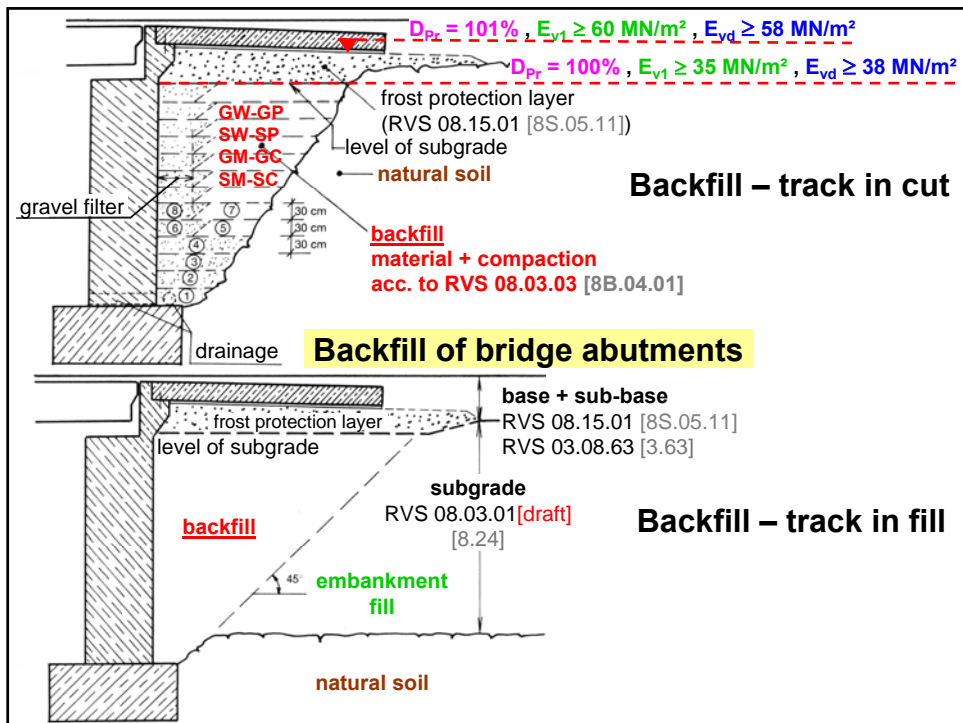 D_Pr = 101% , E_v1 ≥ 60 MN/m² , E_vd ≥ 58 MN/m²
D_Pr = 100% , E_v1 ≥ 35 MN/m² , E_vd ≥ 38 MN/m²
frost protection layer
(RVS 08.15.01 [8S.05.11])
level of subgrade
natural soil
GW-GP
SW-SP
GM-GC
SM-SC
gravel filter
Backfill – track in cut
8 7
6 5
4
3
2
1
30 cm
30 cm
30 cm
backfill
material + compaction
acc. to RVS 08.03.03 [8B.04.01]
drainage
Backfill of bridge abutments
base + sub-base
RVS 08.15.01 [8S.05.11]
RVS 03.08.63 [3.63]
frost protection layer
level of subgrade
subgrade
RVS 08.03.01[draft]
[8.24]
Backfill – track in fill
backfill
45°
embankment
fill
natural soil